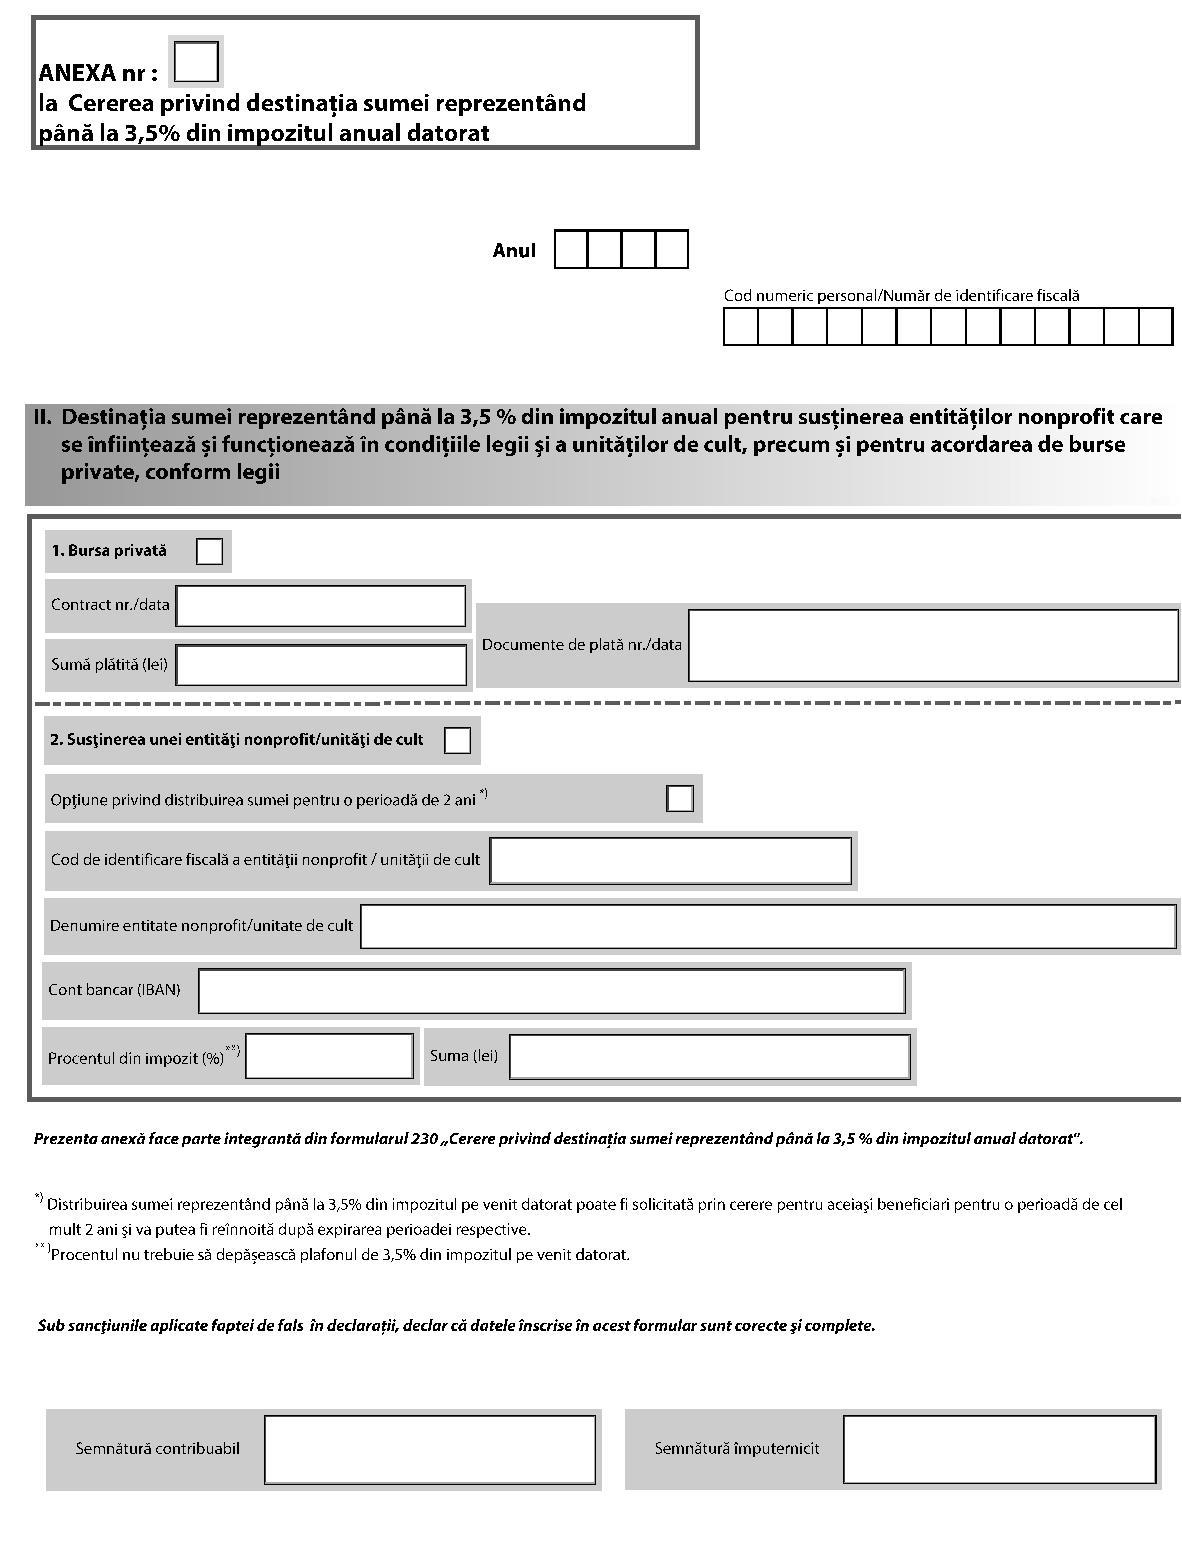 ANEXA nr :
la Cererea privind destinația sumei reprezentând
până la 3,5% din impozitul anual datorat
Anul
Cod numeric personal/Număr de identificare fiscală
II. Destinația sumei reprezentând până la 3,5 % din impozitul anual pentru susținerea entităților nonprofit care
se înființează și funcționează în condițiile legii şi a unităților de cult, precum și pentru acordarea de burse
private, conform legii
1. Bursa privată
Contract nr./data
Documente de plată nr./data
Sumă plătită (lei)
2. Susţinerea unei entităţi nonprofit/unităţi de cult
Opţiune privind distribuirea sumei pentru o perioadă de 2 ani *)
Cod de identificare fiscală a entităţii nonprofit / unităţii de cult
Denumire entitate nonprofit/unitate de cult
Cont bancar (IBAN)
Procentul din impozit (%)**)
Suma (lei)
Prezenta anexă face parte integrantă din formularul 230 „Cerere privind destinația sumei reprezentând până la 3,5 % din impozitul anual datorat".
*) Distribuirea sumei reprezentând până la 3,5% din impozitul pe venit datorat poate fi solicitată prin cerere pentru aceiaşi beneficiari pentru o perioadă de cel
mult 2 ani şi va putea fi reînnoită după expirarea perioadei respective.
**)Procentul nu trebuie să depășească plafonul de 3,5% din impozitul pe venit datorat.
Sub sancţiunile aplicate faptei de fals în declarații, declar că datele înscrise în acest formular sunt corecte şi complete.
Semnătură contribuabil
Semnătură împuternicit